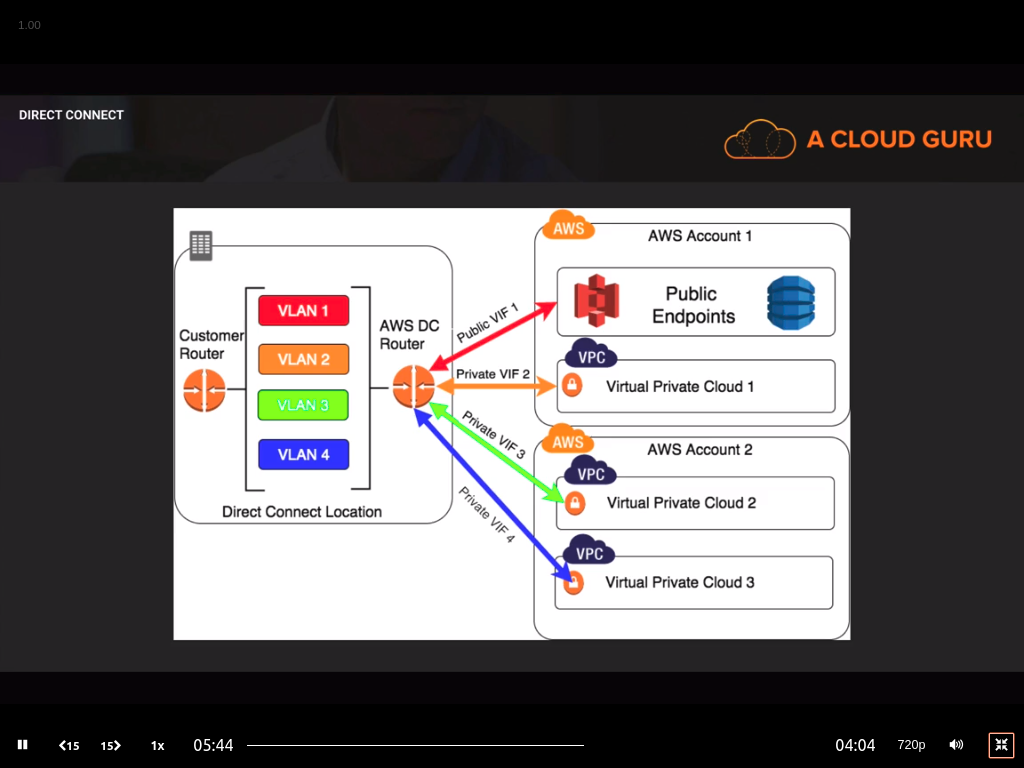 1.00
DIRECT CONNECT
A CLOUD GURU
AWS
AWS Account 1
VLAN 1
Public
Endpoints
Public VIF 1
Customer
Router
AWS DC
Router
VLAN 2
Private VIF 2
VPC
Virtual Private Cloud 1
VLAN 3
Private VIF 3
AWS
AWS Account 2
VLAN 4
VPC
Virtual Private Cloud 2
Direct Connect Location
Private VIF 4
VPC
Virtual Private Cloud 3
15
15
1x
05:44
04:04
720p